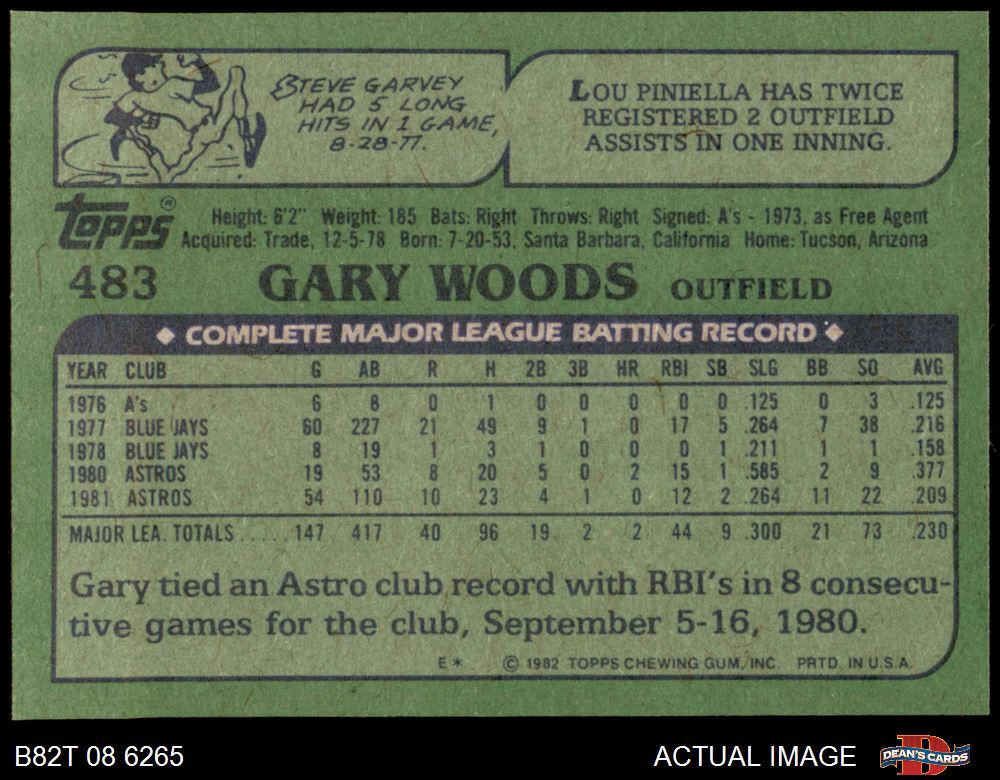 STEVE GARVEY
HAD 5 LONG
HITS IN 1 GAME,
8-28-77.
LOU PINIELLA HAS TWICE
REGISTERED 2 OUTFIELD
ASSISTS IN ONE INNING.
Topps®
Height: 6'2" Weight: 185 Bats: Right Throws: Right Signed: A's - 1973, as Free Agent
Acquired: Trade, 12-5-78 Born: 7-20-53, Santa Barbara, California Home: Tucson, Arizona
483 GARY WOODS OUTFIELD
◆ COMPLETE MAJOR LEAGUE BATTING RECORD ◆
YEAR CLUB G AB R H 2B 3B HR RBI SB SLG BB SO AVG
1976 A's 6 8 0 1 0 0 0 0 0 .125 0 3 .125
1977 BLUE JAYS 60 227 21 49 9 1 0 17 5 .264 7 38 .216
1978 BLUE JAYS 8 19 1 3 1 0 0 0 1 .211 1 1 .158
1980 ASTROS 19 53 8 20 5 0 2 15 1 .585 2 9 .377
1981 ASTROS 54 110 10 23 4 1 0 12 2 .264 11 22 .209
MAJOR LEA. TOTALS.....147 417 40 96 19 2 2 44 9 .300 21 73 .230
Gary tied an Astro club record with RBI's in 8 consecu-
tive games for the club, September 5-16, 1980.
E* © 1982 TOPPS CHEWING GUM, INC. PRTD. IN U.S.A.
B82T 08 6265 ACTUAL IMAGE DEAN'S CARDS